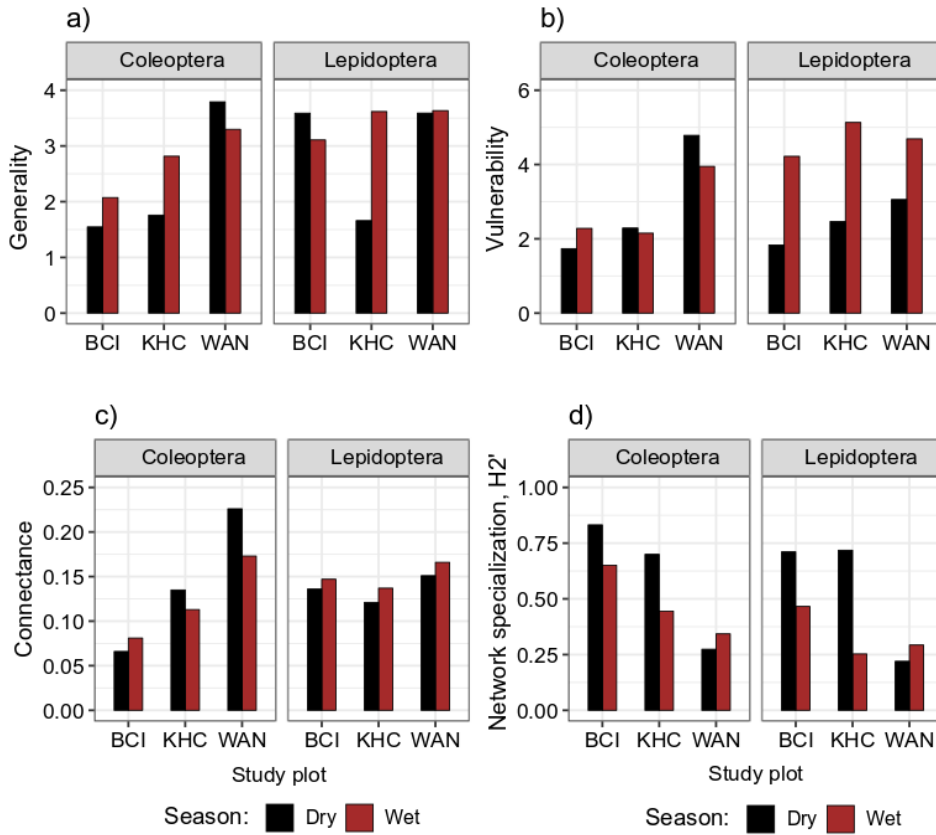 a)
Coleoptera Lepidoptera
Generality
4
3
2
1
0
BCI KHC WAN BCI KHC WAN
b)
Coleoptera Lepidoptera
Vulnerability
6
4
2
0
BCI KHC WAN BCI KHC WAN
c)
Coleoptera Lepidoptera
Connectance
0.25
0.20
0.15
0.10
0.05
0.00
BCI KHC WAN BCI KHC WAN
Study plot
Season: Dry Wet
d)
Coleoptera Lepidoptera
Network specialization, H2'
1.00
0.75
0.50
0.25
0.00
BCI KHC WAN BCI KHC WAN
Study plot
Season: Dry Wet